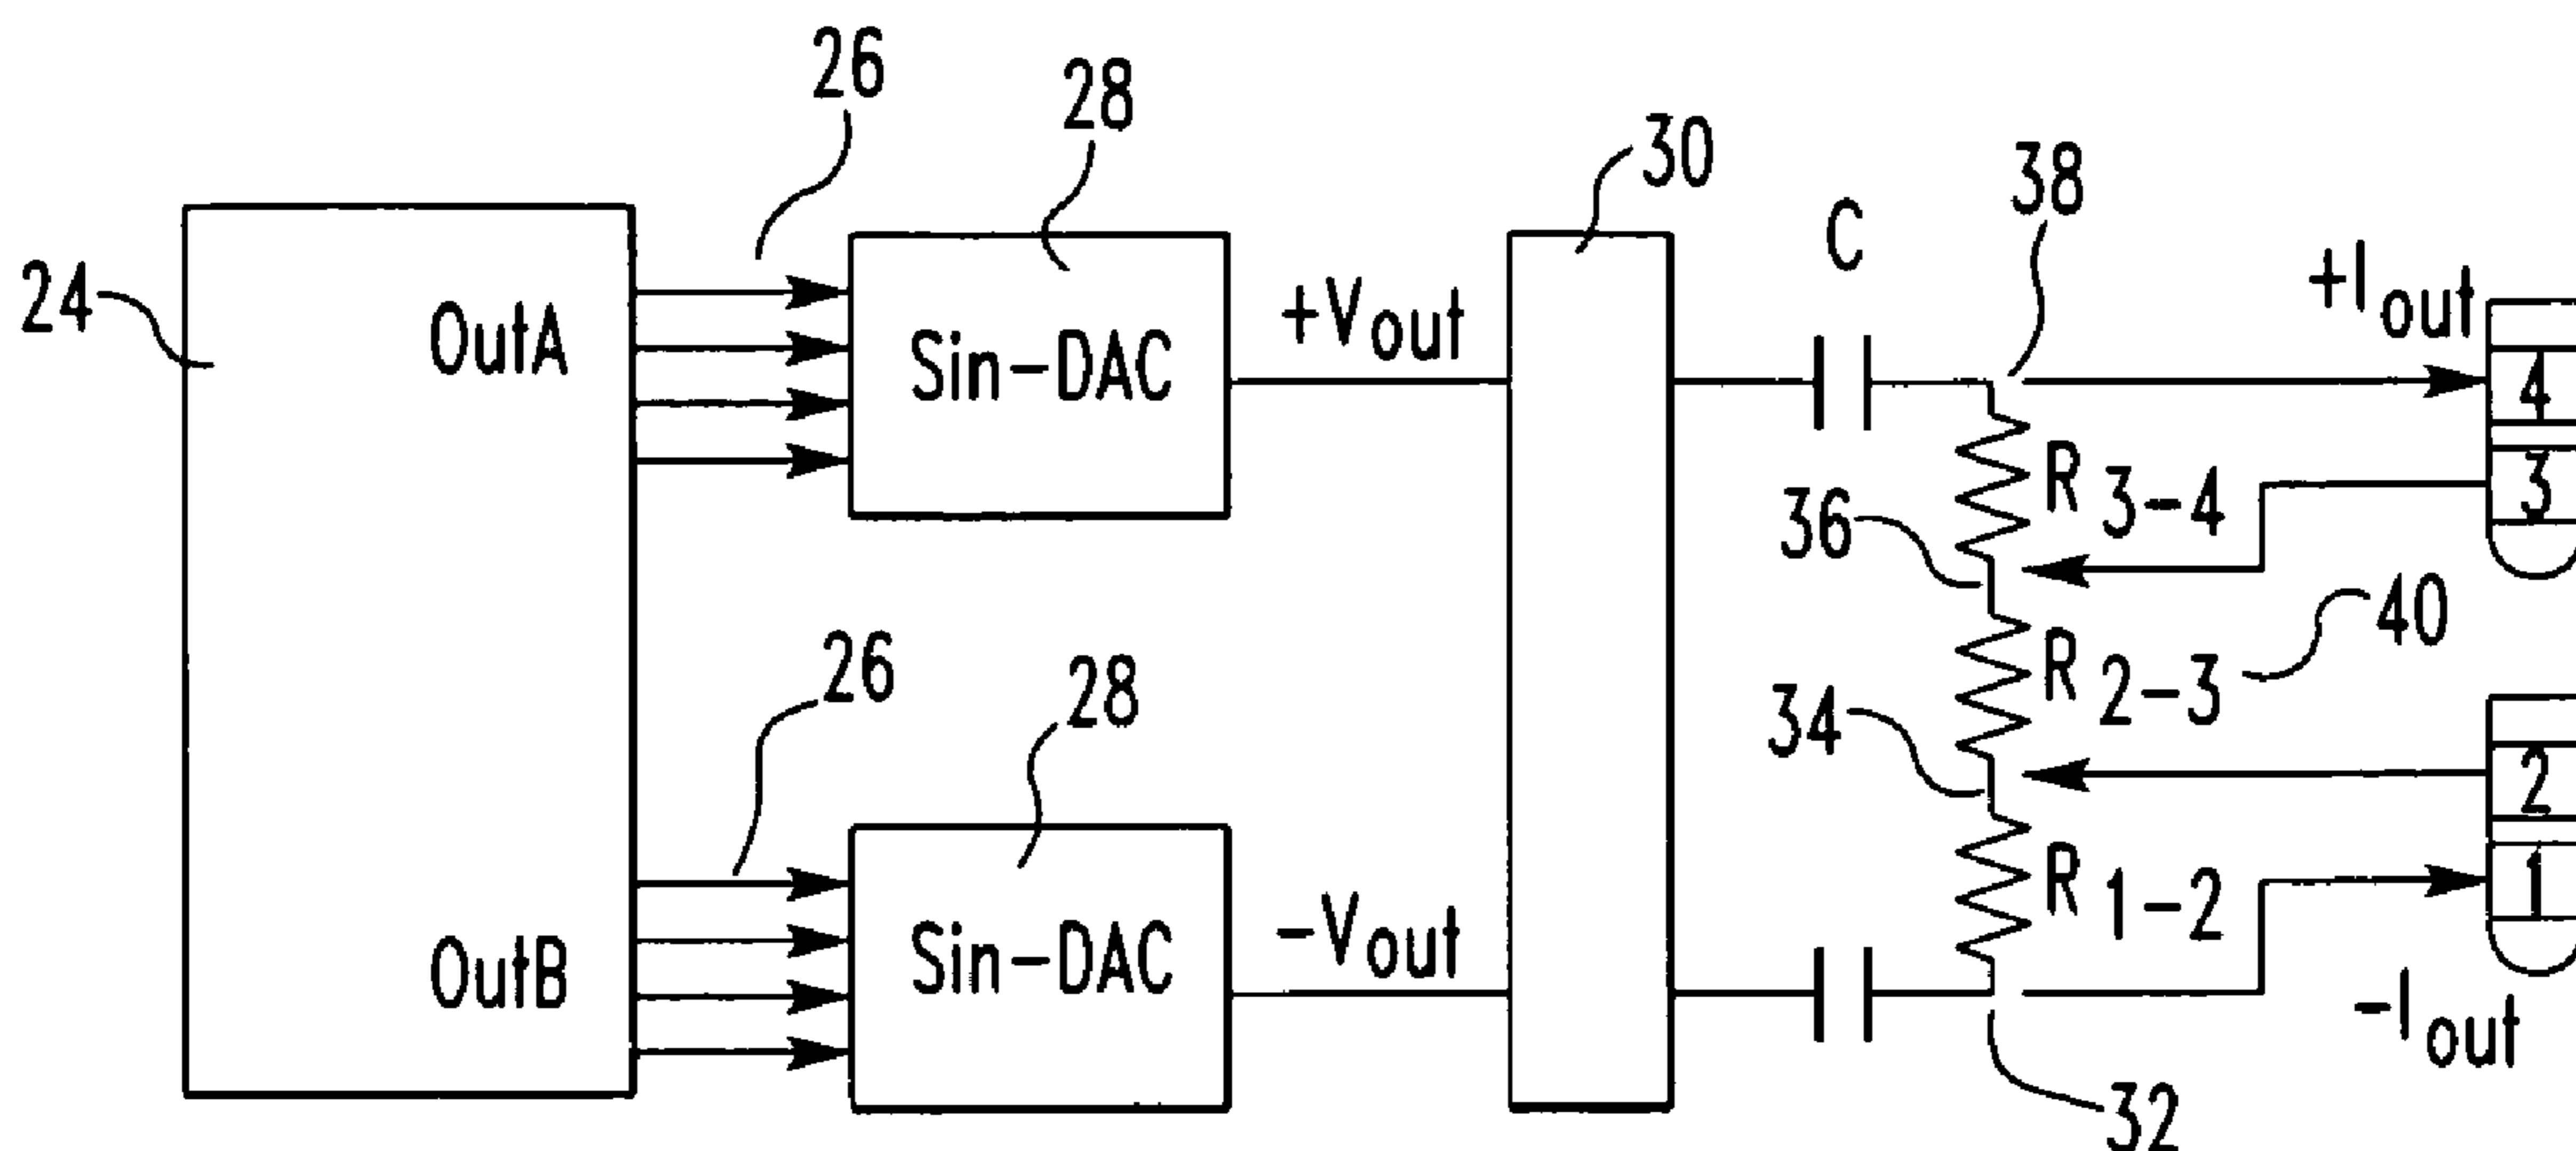 26
28
30
38
C
24
OutA
Sin-DAC
+Vout
+Iout
4
3
R 3-4
36
40
R 2-3
34
26
28
2
1
R 1-2
OutB
Sin-DAC
-Vout
-Iout
32